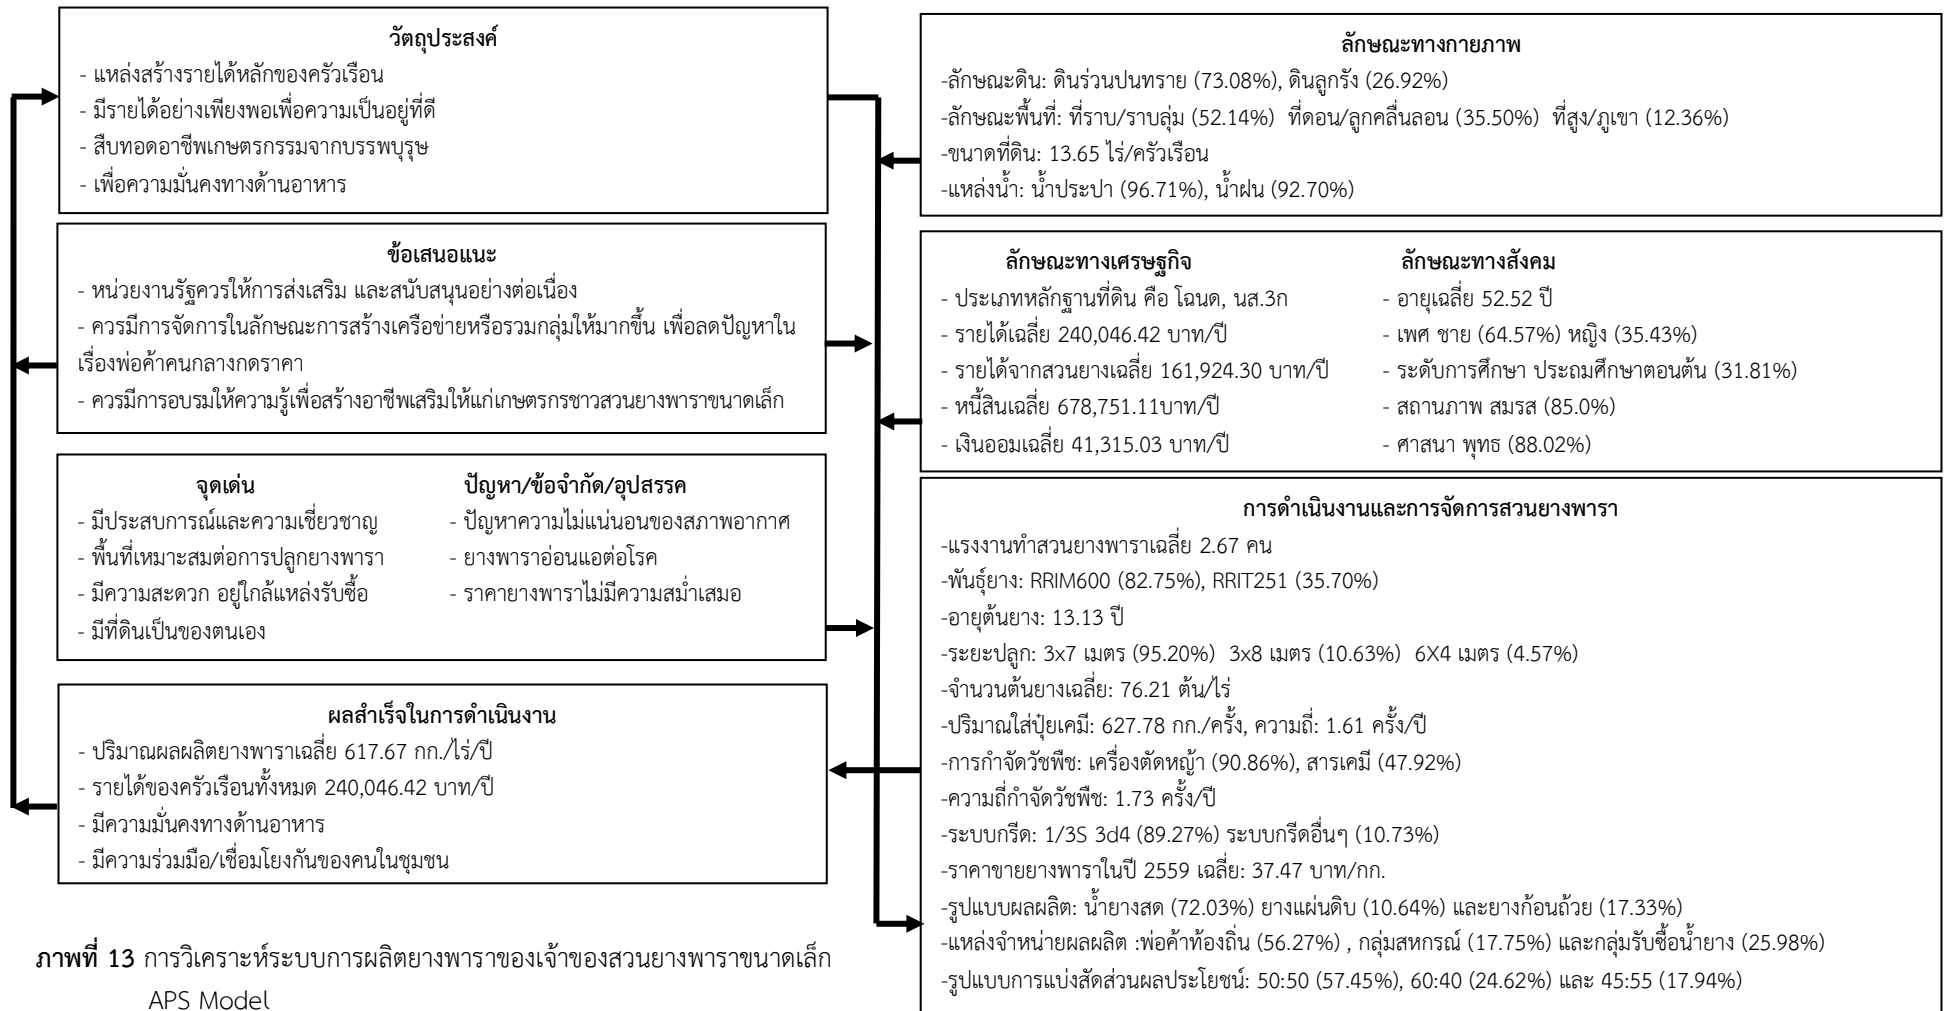 วัตถุประสงค์
- แหล่งสร้างรายได้หลักของครัวเรือน
- มีรายได้อย่างเพียงพอเพื่อความเป็นอยู่ที่ดี
- สืบทอดอาชีพเกษตรกรรมจากบรรพบุรุษ
- เพื่อความมั่นคงทางด้านอาหาร
ข้อเสนอแนะ
- หน่วยงานรัฐควรให้การส่งเสริม และสนับสนุนอย่างต่อเนื่อง
- ควรมีการจัดการในลักษณะการสร้างเครือข่ายหรือรวมกลุ่มให้มากขึ้น เพื่อลดปัญหาใน
เรื่องพ่อค้าคนกลางกดราคา
- ควรมีการอบรมให้ความรู้เพื่อสร้างอาชีพเสริมให้แก่เกษตรกรชาวสวนยางพาราขนาดเล็ก
จุดเด่น
- มีประสบการณ์และความเชี่ยวชาญ
- พื้นที่เหมาะสมต่อการปลูกยางพารา
- มีความสะดวก อยู่ใกล้แหล่งรับซื้อ
- มีที่ดินเป็นของตนเอง
ปัญหา/ข้อจำกัด/อุปสรรค
- ปัญหาความไม่แน่นอนของสภาพอากาศ
- ยางพาราอ่อนแอต่อโรค
- ราคายางพาราไม่มีความสม่ำเสมอ
ผลสำเร็จในการดำเนินงาน
- ปริมาณผลผลิตยางพาราเฉลี่ย 617.67 กก./ไร่/ปี
- รายได้ของครัวเรือนทั้งหมด 240,046.42 บาท/ปี
- มีความมั่นคงทางด้านอาหาร
- มีความร่วมมือ/เชื่อมโยงกันของคนในชุมชน
ลักษณะทางกายภาพ
-ลักษณะดิน: ดินร่วนปนทราย (73.08%), ดินลูกรัง (26.92%)
-ลักษณะพื้นที่: ที่ราบ/ราบลุ่ม (52.14%) ที่ดอน/ลูกคลื่นลอน (35.50%) ที่สูง/ภูเขา (12.36%)
-ขนาดที่ดิน: 13.65 ไร่/ครัวเรือน
-แหล่งน้ำ: น้ำประปา (96.71%), น้ำฝน (92.70%)
ลักษณะทางเศรษฐกิจ
- ประเภทหลักฐานที่ดิน คือ โฉนด, นส.3ก
- รายได้เฉลี่ย 240,046.42 บาท/ปี
- รายได้จากสวนยางเฉลี่ย 161,924.30 บาท/ปี
- หนี้สินเฉลี่ย 678,751.11บาท/ปี
- เงินออมเฉลี่ย 41,315.03 บาท/ปี
ลักษณะทางสังคม
- อายุเฉลี่ย 52.52 ปี
- เพศ ชาย (64.57%) หญิง (35.43%)
- ระดับการศึกษา ประถมศึกษาตอนต้น (31.81%)
- สถานภาพ สมรส (85.0%)
- ศาสนา พุทธ (88.02%)
การดำเนินงานและการจัดการสวนยางพารา
-แรงงานทำสวนยางพาราเฉลี่ย 2.67 คน
-พันธุ์ยาง: RRIM600 (82.75%), RRIT251 (35.70%)
-อายุต้นยาง: 13.13 ปี
-ระยะปลูก: 3x7 เมตร (95.20%) 3x8 เมตร (10.63%) 6X4 เมตร (4.57%)
-จำนวนต้นยางเฉลี่ย: 76.21 ต้น/ไร่
-ปริมาณใส่ปุ๋ยเคมี: 627.78 กก./ครั้ง, ความถี่: 1.61 ครั้ง/ปี
-การกำจัดวัชพืช: เครื่องตัดหญ้า (90.86%), สารเคมี (47.92%)
-ความถี่กำจัดวัชพืช: 1.73 ครั้ง/ปี
-ระบบกรีด: 1/3S 3d4 (89.27%) ระบบกรีดอื่นๆ (10.73%)
-ราคาขายยางพาราในปี 2559 เฉลี่ย: 37.47 บาท/กก.
-รูปแบบผลผลิต: น้ำยางสด (72.03%) ยางแผ่นดิบ (10.64%) และยางก้อนถ้วย (17.33%)
-แหล่งจำหน่ายผลผลิต :พ่อค้าท้องถิ่น (56.27%) , กลุ่มสหกรณ์ (17.75%) และกลุ่มรับซื้อน้ำยาง (25.98%)
-รูปแบบการแบ่งสัดส่วนผลประโยชน์: 50:50 (57.45%), 60:40 (24.62%) และ 45:55 (17.94%)
ภาพที่ 13 การวิเคราะห์ระบบการผลิตยางพาราของเจ้าของสวนยางพาราขนาดเล็ก
APS Model